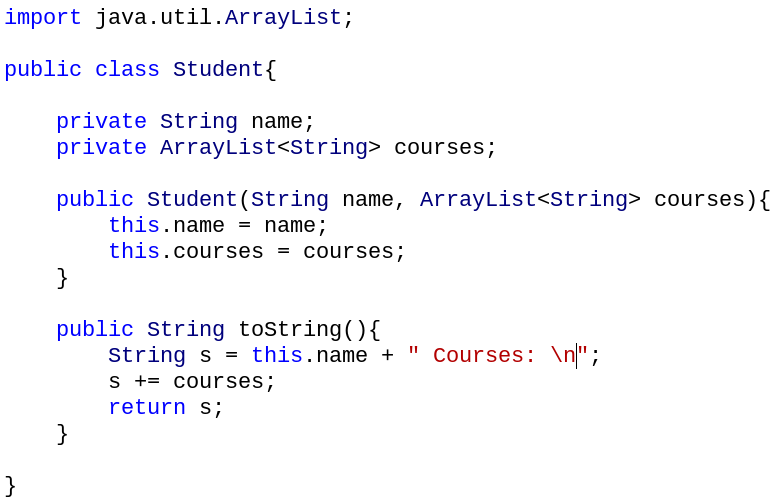 import java.util.ArrayList;

public class Student{

    private String name;
    private ArrayList<String> courses;

    public Student(String name, ArrayList<String> courses){
        this.name = name;
        this.courses = courses;
    }

    public String toString(){
        String s = this.name + " Courses: \n";
        s += courses;
        return s;
    }

}